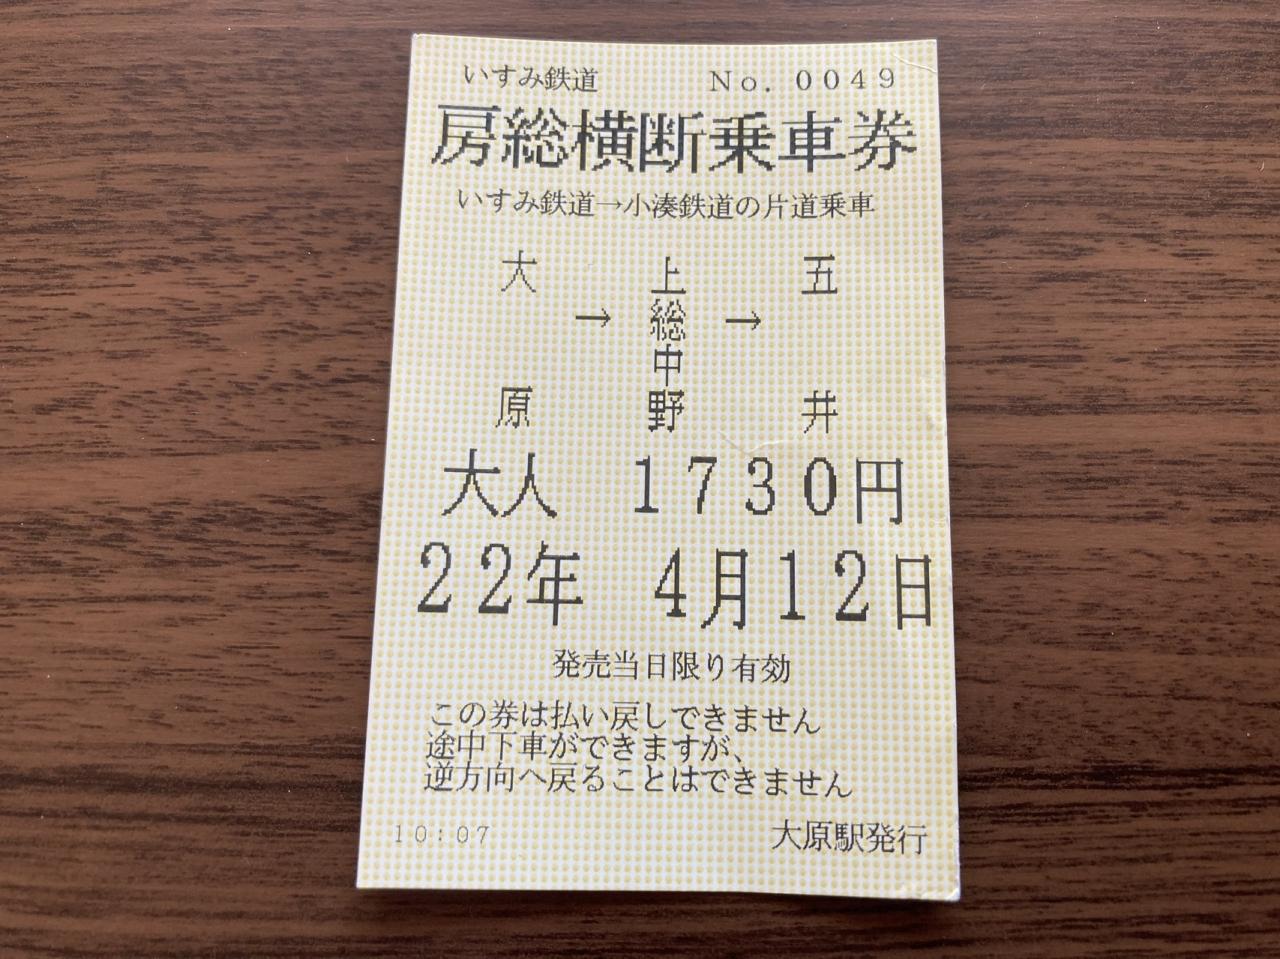 いすみ鉄道 No. 0049
房総横断乗車券
いすみ鉄道→小湊鉄道の片道乗車
大原→上総中野→五井
大人 1730円
22年 4月12日
発売当日限り有効
この券は払い戻しできません
途中下車ができますが、
逆方向へ戻ることはできません
10:07 大原駅発行